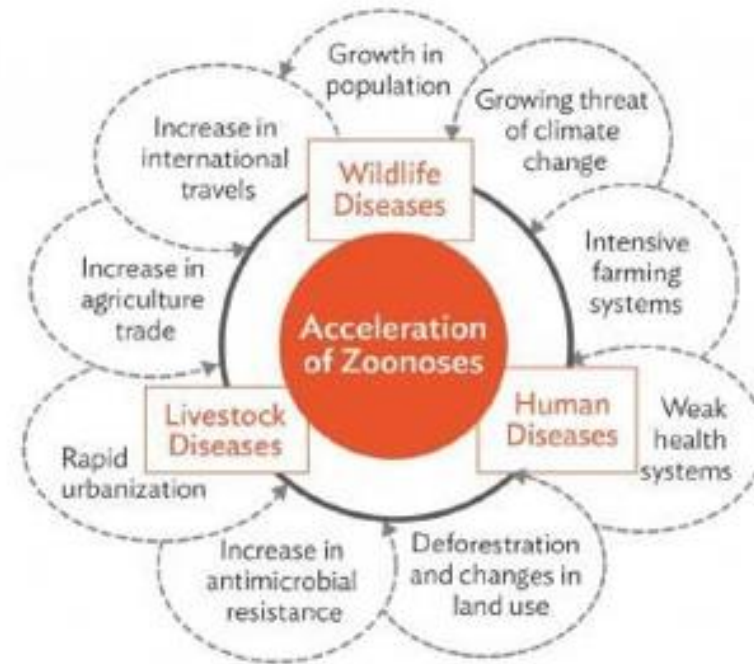 Growth in
population
Growing threat
of climate
change
Intensive
farming
systems
Weak
health
systems
Deforestration
and changes in
land use
Increase in
antimicrobial
resistance
Rapid
urbanization
Increase in
agriculture
trade
Increase in
international
travels
Wildlife
Diseases
Acceleration
of Zoonoses
Livestock
Diseases
Human
Diseases